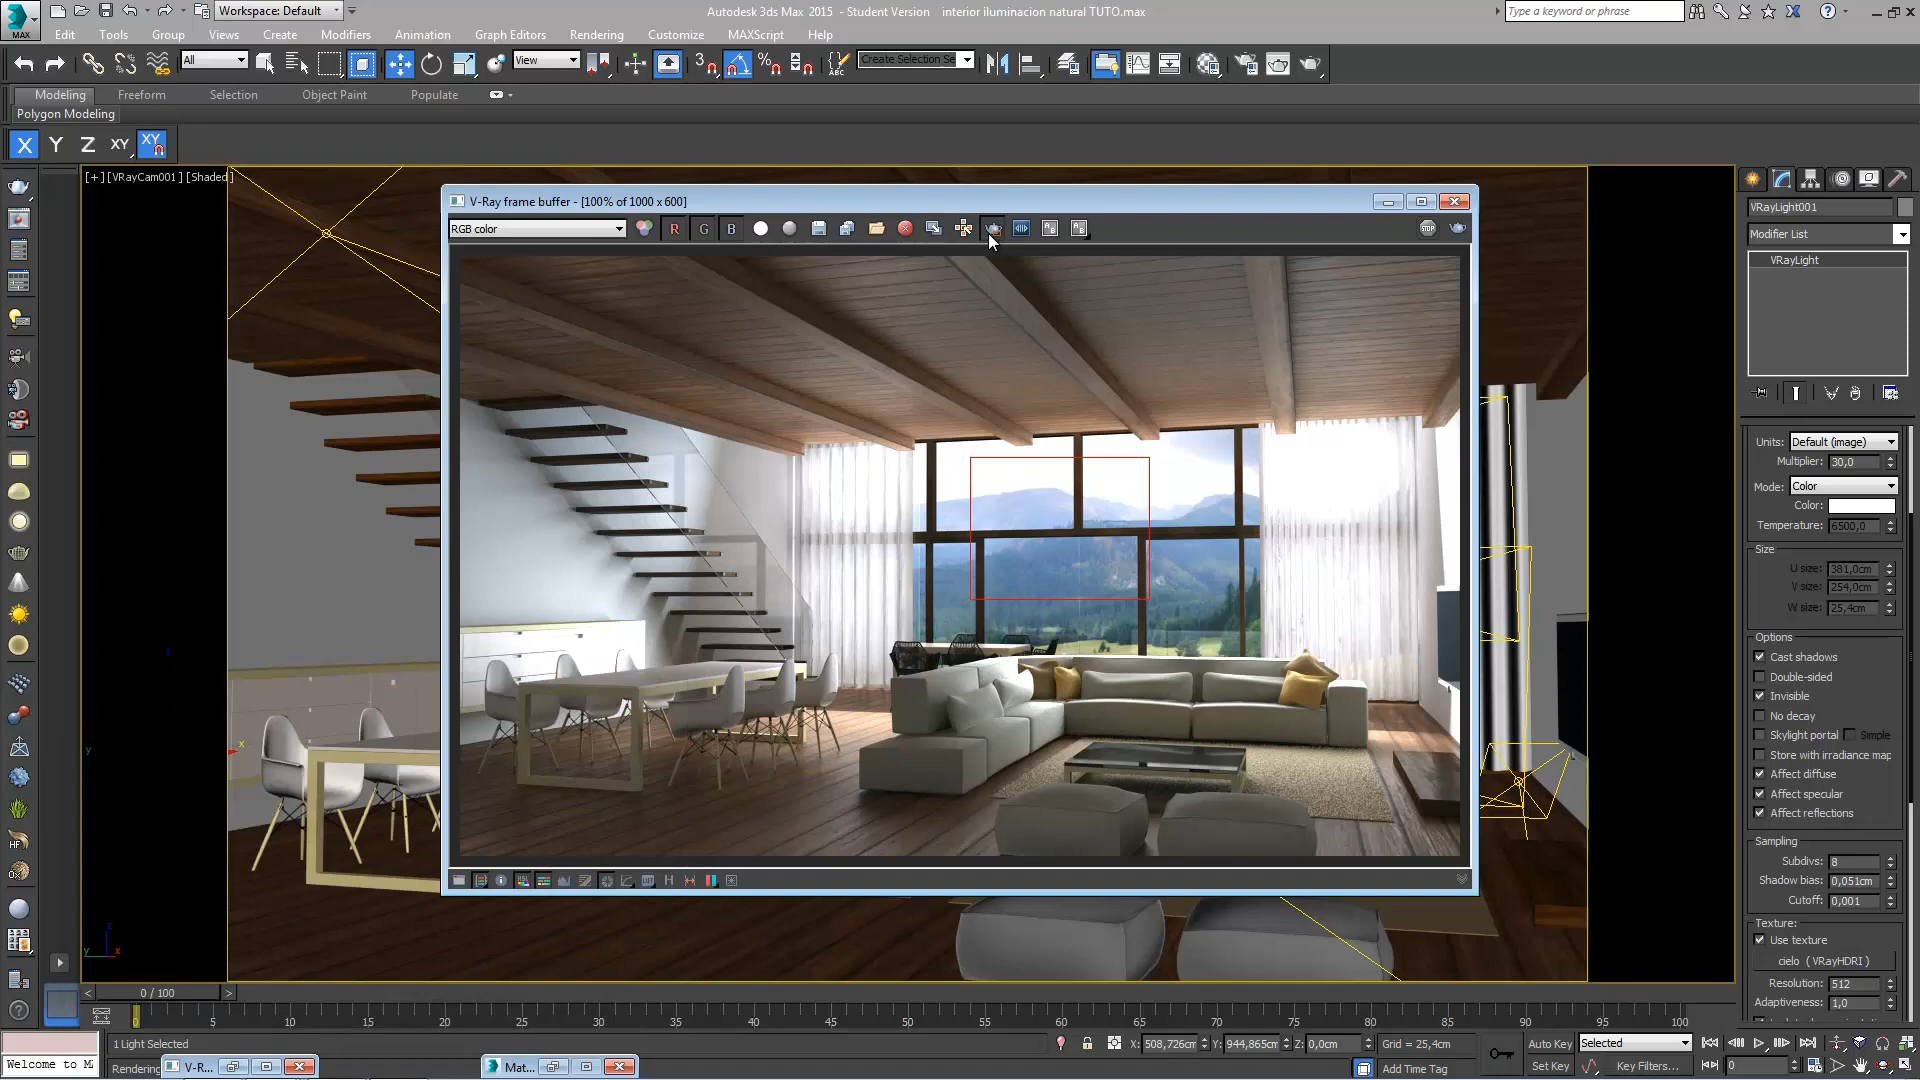 Workspace: Default
Autodesk 3ds Max 2015 - Student Version interior iluminacion natural TUTO.max
Type a keyword or phrase
MAX
Edit Tools Group Views Create Modifiers Animation Graph Editors Rendering Customize MAXScript Help
All
View
3
Create Selection Se
Modeling Freeform Selection Object Paint Populate
Polygon Modeling
X Y Z XY XY
[+] [VRayCam001] [Shaded]
V-Ray frame buffer - [100% of 1000 x 600]
RGB color
R G B
STOP
VRayLight001
Modifier List
VRayLight
Units: Default (image)
Multiplier: 30,0
Mode: Color
Color:
Temperature: 6500,0
Size
U size: 381,0cm
V size: 254,0cm
W size: 25,4cm
Options
Cast shadows
Double-sided
Invisible
No decay
Skylight portal Simple
Store with irradiance map
Affect diffuse
Affect specular
Affect reflections
Sampling
Subdivs: 8
Shadow bias: 0,051cm
Cutoff: 0,001
Texture:
Use texture
cielo ( VRayHDRI )
Resolution: 512
Adaptiveness: 1,0
y x z
y x
0 / 100
0 5 10 15 20 25 30 35 40 45 50 55 60 65 70 75 80 85 90 95 100
1 Light Selected
X: 508,726cm Y: 944,865cm Z: 0,0cm
Grid = 25,4cm
Auto Key Selected
Welcome to M
Rendering
V-R...
Mat...
Add Time Tag
Set Key
Key Filters...
0